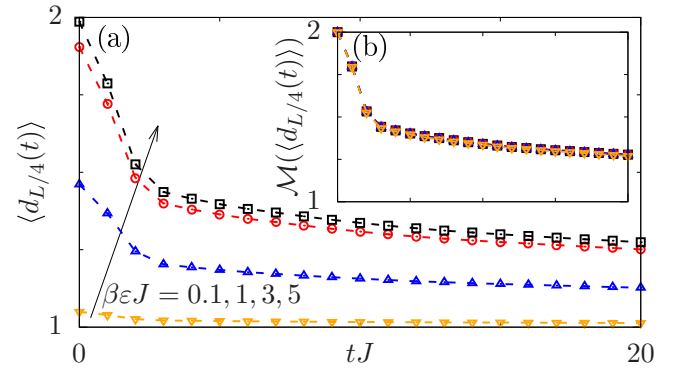 2
(a)
⟨d_{L/4}(t)⟩
βεJ = 0.1, 1, 3, 5
1
0
tJ
20
2
(b)
ℳ(⟨d_{L/4}(t)⟩)
1